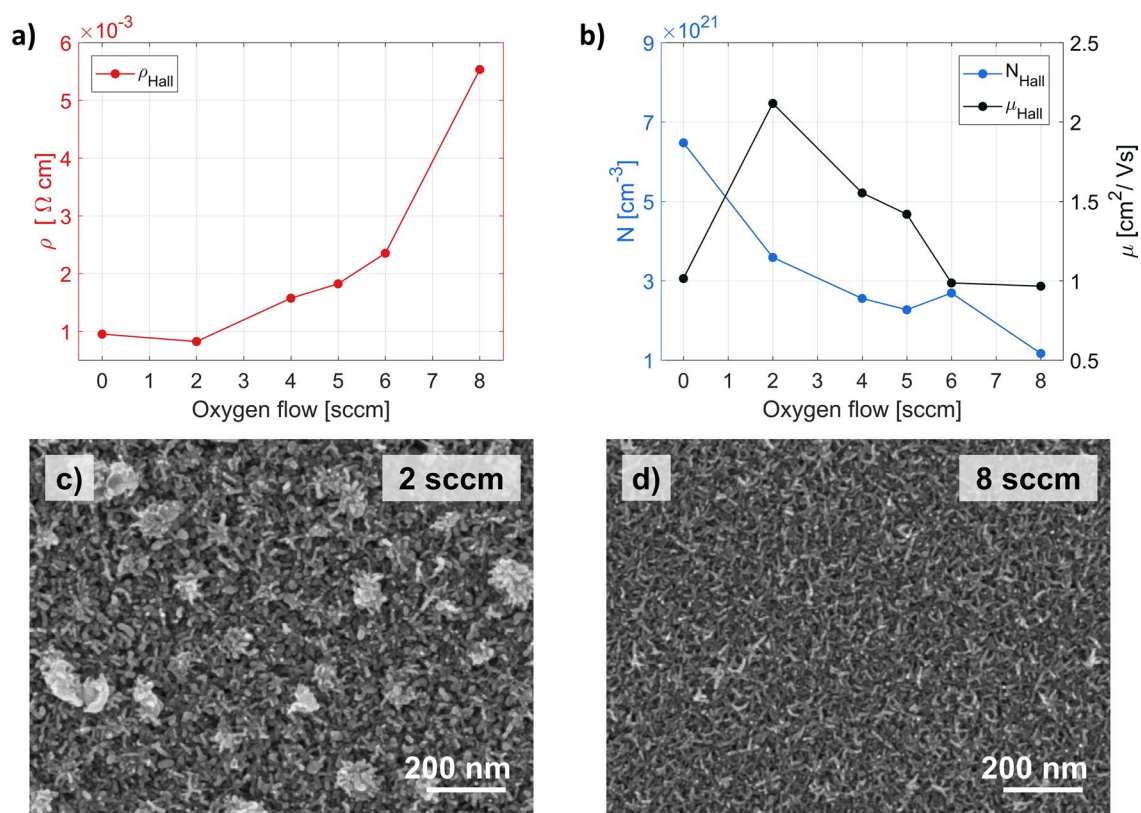 a)
×10⁻³
6
5
4
3
2
1
ρ [ Ω cm]
ρHall
0 1 2 3 4 5 6 7 8
Oxygen flow [sccm]
b)
×10²¹
9
7
5
3
1
N [cm⁻³]
NHall
μHall
2.5
2
1.5
1
0.5
μ [cm²/ Vs]
0 1 2 3 4 5 6 7 8
Oxygen flow [sccm]
c)
2 sccm
200 nm
d)
8 sccm
200 nm